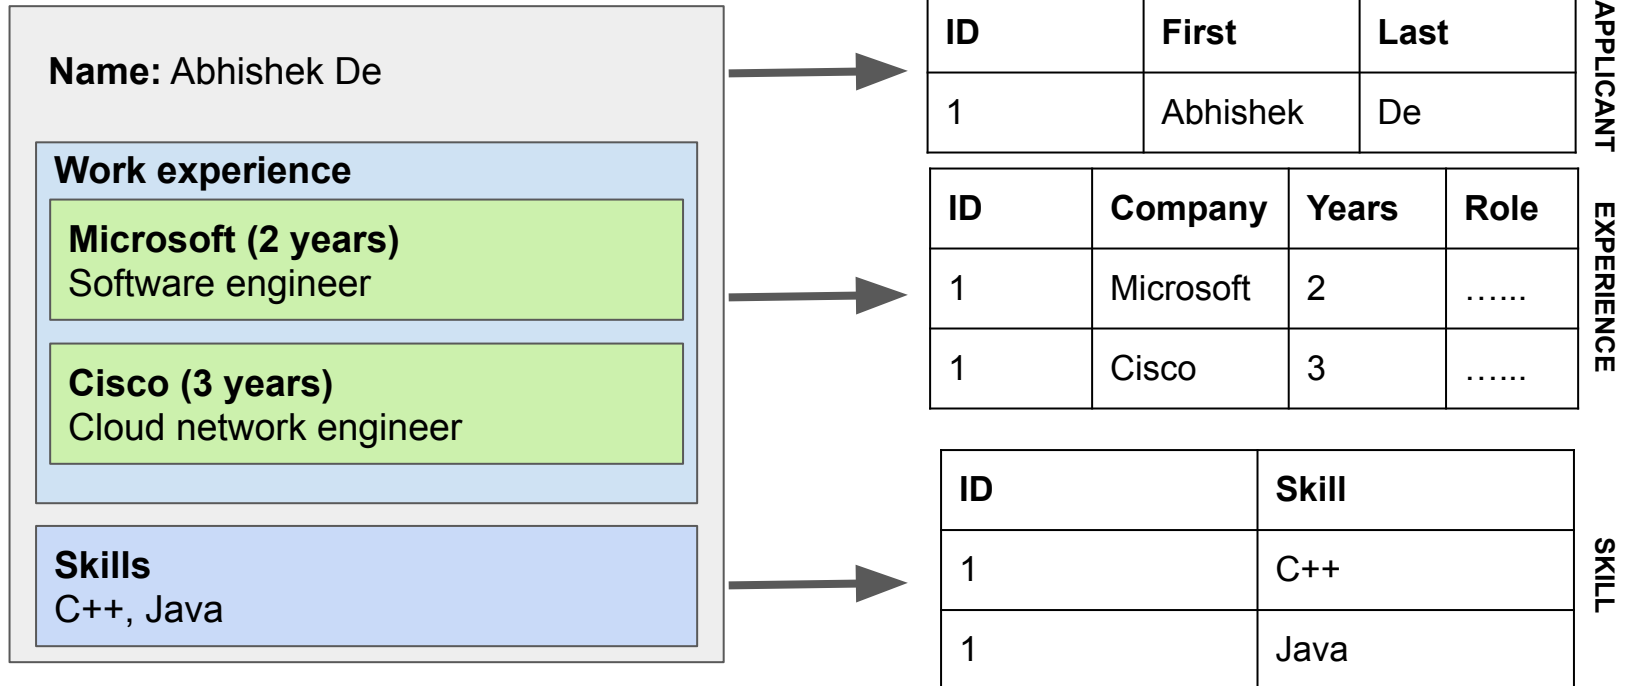 Name: Abhishek De
Work experience
Microsoft (2 years)
Software engineer
Cisco (3 years)
Cloud network engineer
Skills
C++, Java
ID First Last
1 Abhishek De
APPLICANT
ID Company Years Role
1 Microsoft 2 …...
1 Cisco 3 …...
EXPERIENCE
ID Skill
1 C++
1 Java
SKILL